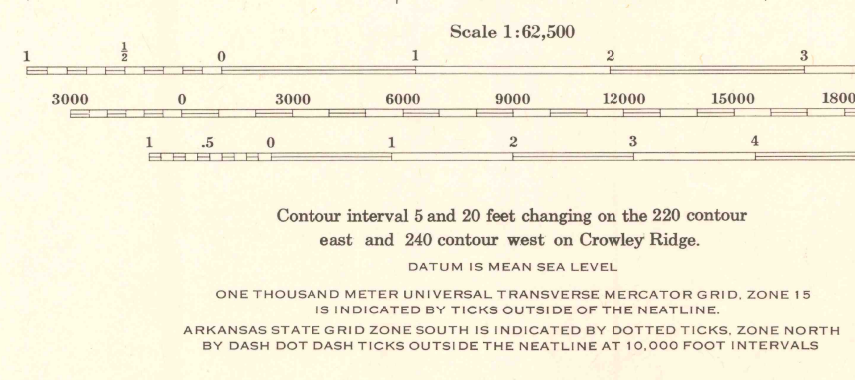 Scale 1:62,500
1 1/2 0 1 2 3
3000 0 3000 6000 9000 12000 15000 1800
1 .5 0 1 2 3 4
Contour interval 5 and 20 feet changing on the 220 contour
east and 240 contour west on Crowley Ridge.
DATUM IS MEAN SEA LEVEL
ONE THOUSAND METER UNIVERSAL TRANSVERSE MERCATOR GRID, ZONE 15
IS INDICATED BY TICKS OUTSIDE OF THE NEATLINE.
ARKANSAS STATE GRID ZONE SOUTH IS INDICATED BY DOTTED TICKS, ZONE NORTH
BY DASH DOT DASH TICKS OUTSIDE THE NEATLINE AT 10,000 FOOT INTERVALS